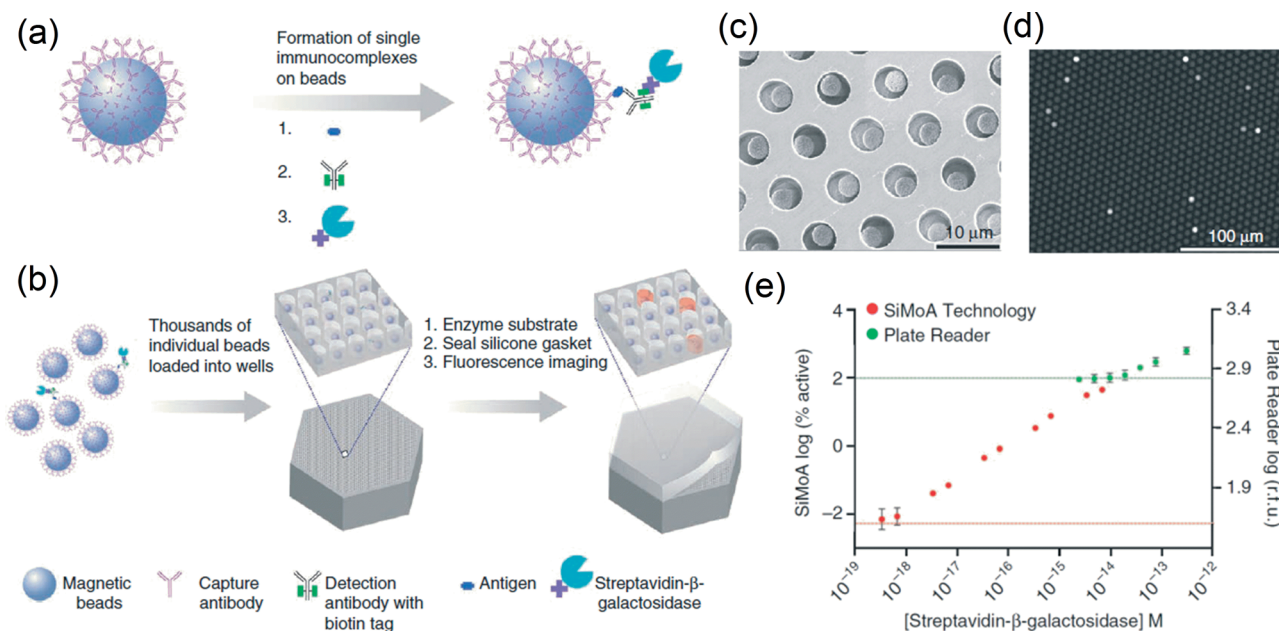 (a)
Formation of single
immunocomplexes
on beads
1.
2.
3.
(b)
Thousands of
individual beads
loaded into wells
1. Enzyme substrate
2. Seal silicone gasket
3. Fluorescence imaging
Magnetic
beads
Capture
antibody
Detection
antibody with
biotin tag
Antigen
Streptavidin-β-
galactosidase
(c)
10 μm
(d)
100 μm
(e)
SiMoA Technology
Plate Reader
SiMoA log (% active)
4
2
0
−2
Plate Reader log (r.f.u.)
3.4
2.9
2.4
1.9
10⁻¹⁹
10⁻¹⁸
10⁻¹⁷
10⁻¹⁶
10⁻¹⁵
10⁻¹⁴
10⁻¹³
10⁻¹²
[Streptavidin-β-galactosidase] M